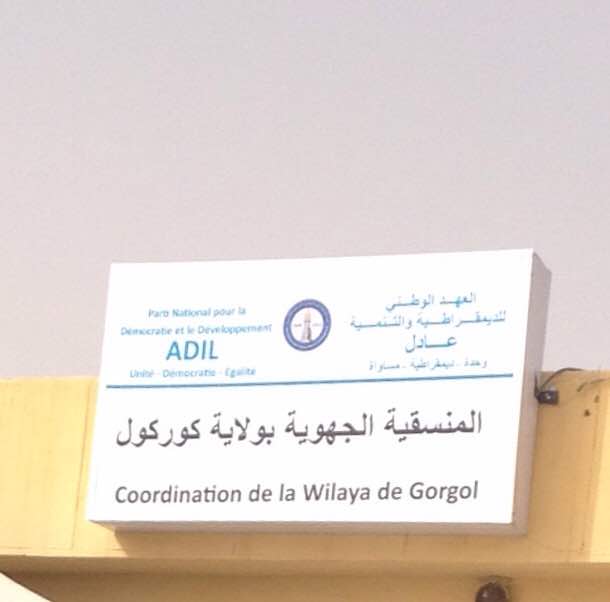 Parti National pour la
Démocratie et le Développement
ADIL
Unité - Démocratie - Egalité
العهد الوطني
للديمقراطية والتنمية
عادل
وحدة - ديمقراطية - مساواة
المنسقية الجهوية بولاية كوركول
Coordination de la Wilaya de Gorgol